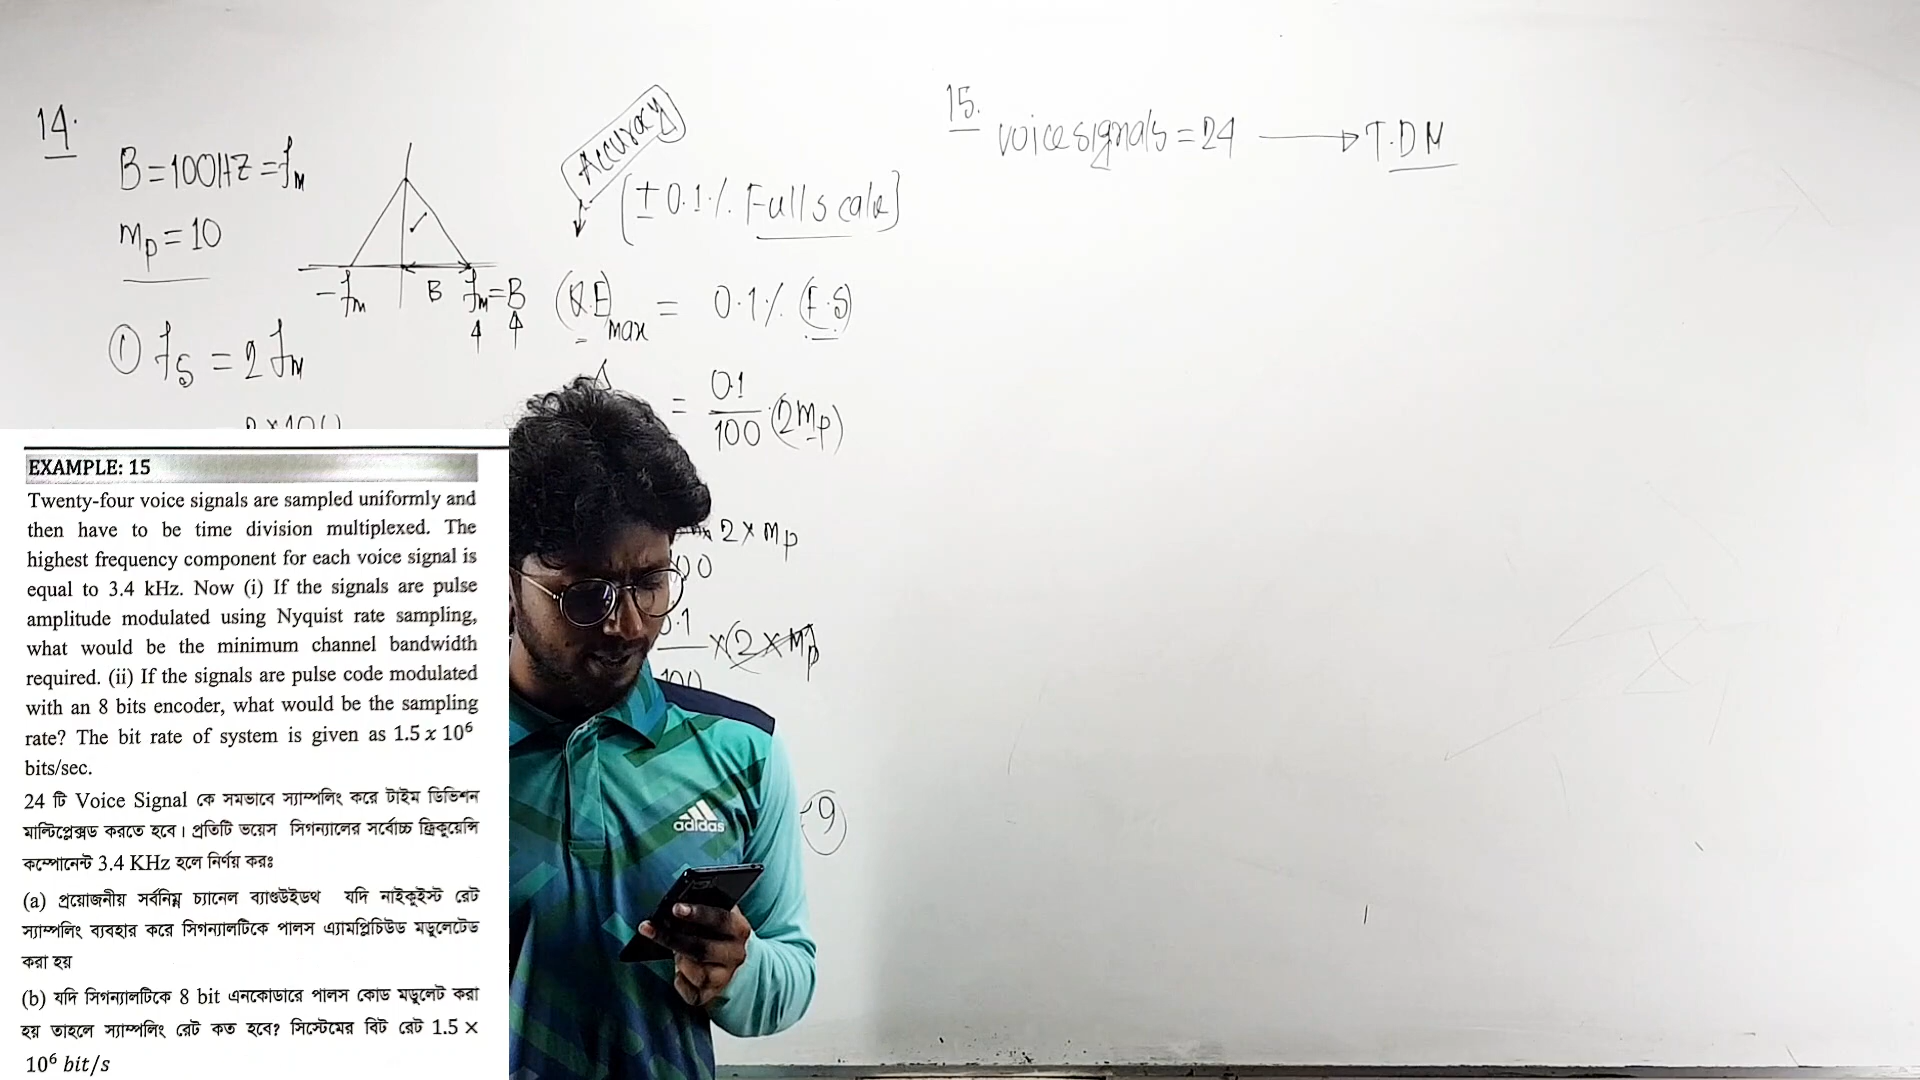 14.
B = 100HZ = fm
mp = 10
-fm B fm = B
① fs = 2 fm
2 x 100
Accuracy
[± 0.1% Full scale]
(Q.E)max = 0.1% (F.S)
= 0.1/100 (2mp)
2 x mp
100
0.1/100 x (2 x mp)
9
15.
voice signals = 24 → T.D.M
adidas
EXAMPLE: 15
Twenty-four voice signals are sampled uniformly and
then have to be time division multiplexed. The
highest frequency component for each voice signal is
equal to 3.4 kHz. Now (i) If the signals are pulse
amplitude modulated using Nyquist rate sampling,
what would be the minimum channel bandwidth
required. (ii) If the signals are pulse code modulated
with an 8 bits encoder, what would be the sampling
rate? The bit rate of system is given as 1.5 x 10⁶
bits/sec.
24 টি Voice Signal কে সমভাবে স্যাম্পলিং করে টাইম ডিভিশন
মাল্টিপ্লেক্সড করতে হবে। প্রতিটি ভয়েস সিগন্যালের সর্বোচ্চ ফ্রিকুয়েন্সি
কম্পোনেন্ট 3.4 KHz হলে নির্ণয় করঃ
(a) প্রয়োজনীয় সর্বনিম্ন চ্যানেল ব্যাণ্ডউইডথ যদি নাইকুইস্ট রেট
স্যাম্পলিং ব্যবহার করে সিগন্যালটিকে পালস এ্যামপ্লিচিউড মডুলেটেড
করা হয়
(b) যদি সিগন্যালটিকে 8 bit এনকোডারে পালস কোড মডুলেট করা
হয় তাহলে স্যাম্পলিং রেট কত হবে? সিস্টেমের বিট রেট 1.5 ×
10⁶ bit/s